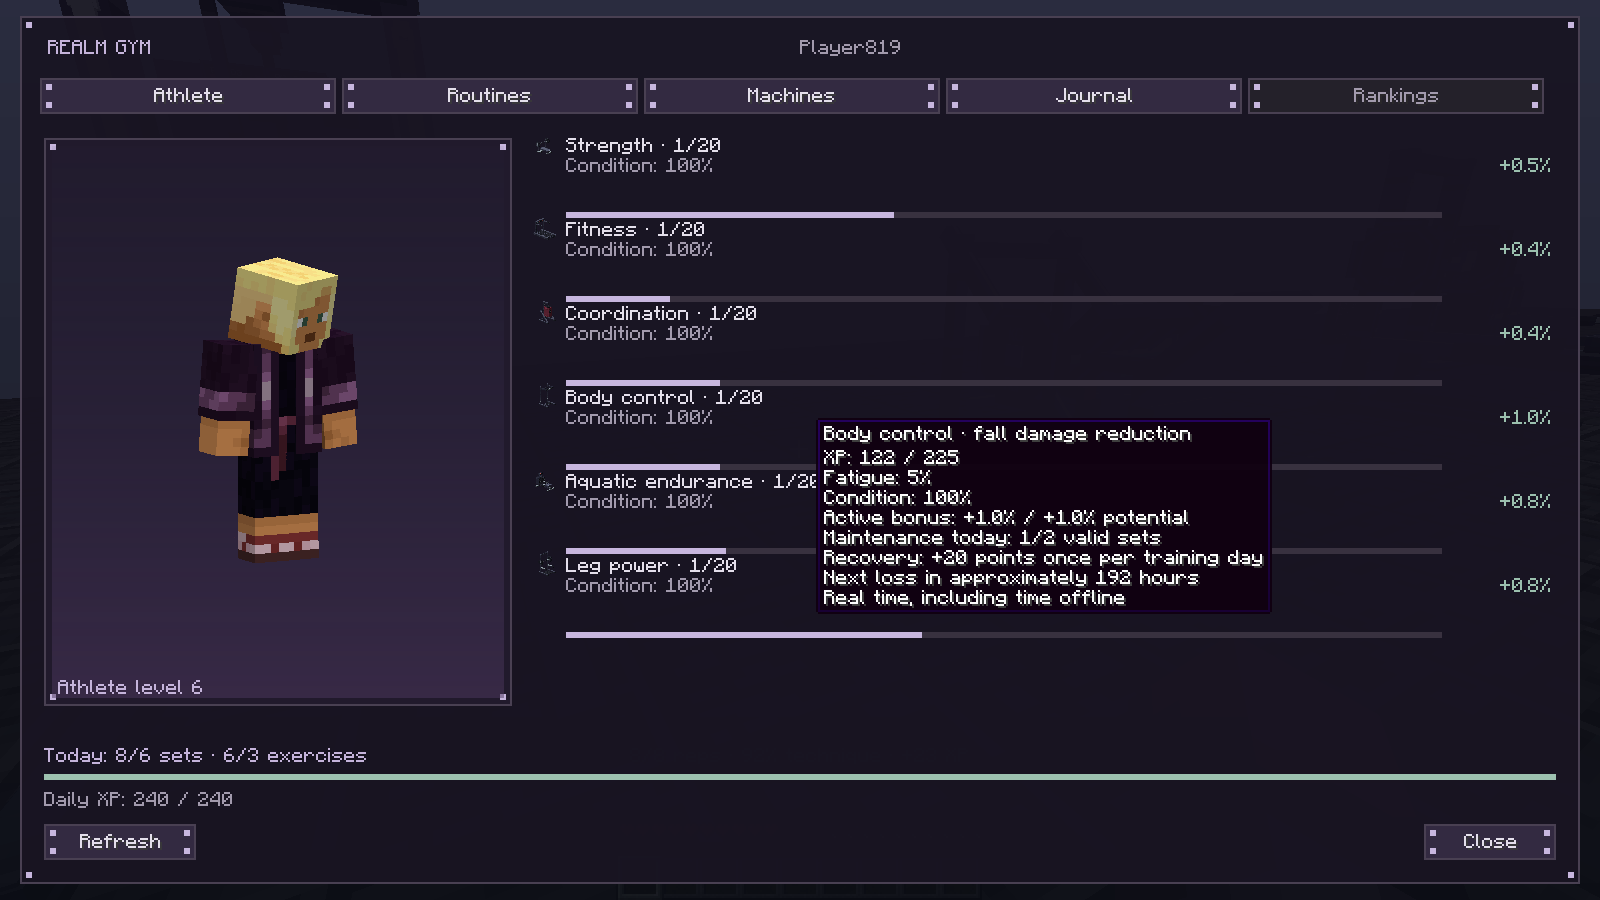 REALM GYM
Player819
Athlete
Routines
Machines
Journal
Rankings
Strength · 1/20
Condition: 100%
+0.5%
Fitness · 1/20
Condition: 100%
+0.4%
Coordination · 1/20
Condition: 100%
+0.4%
Body control · 1/20
Condition: 100%
+1.0%
Aquatic endurance · 1/20
Condition: 100%
+0.8%
Leg power · 1/20
Condition: 100%
+0.8%
Body control · fall damage reduction
XP: 122 / 225
Fatigue: 5%
Condition: 100%
Active bonus: +1.0% / +1.0% potential
Maintenance today: 1/2 valid sets
Recovery: +20 points once per training day
Next loss in approximately 192 hours
Real time, including time offline
Athlete level 6
Today: 8/6 sets · 6/3 exercises
Daily XP: 240 / 240
Refresh
Close